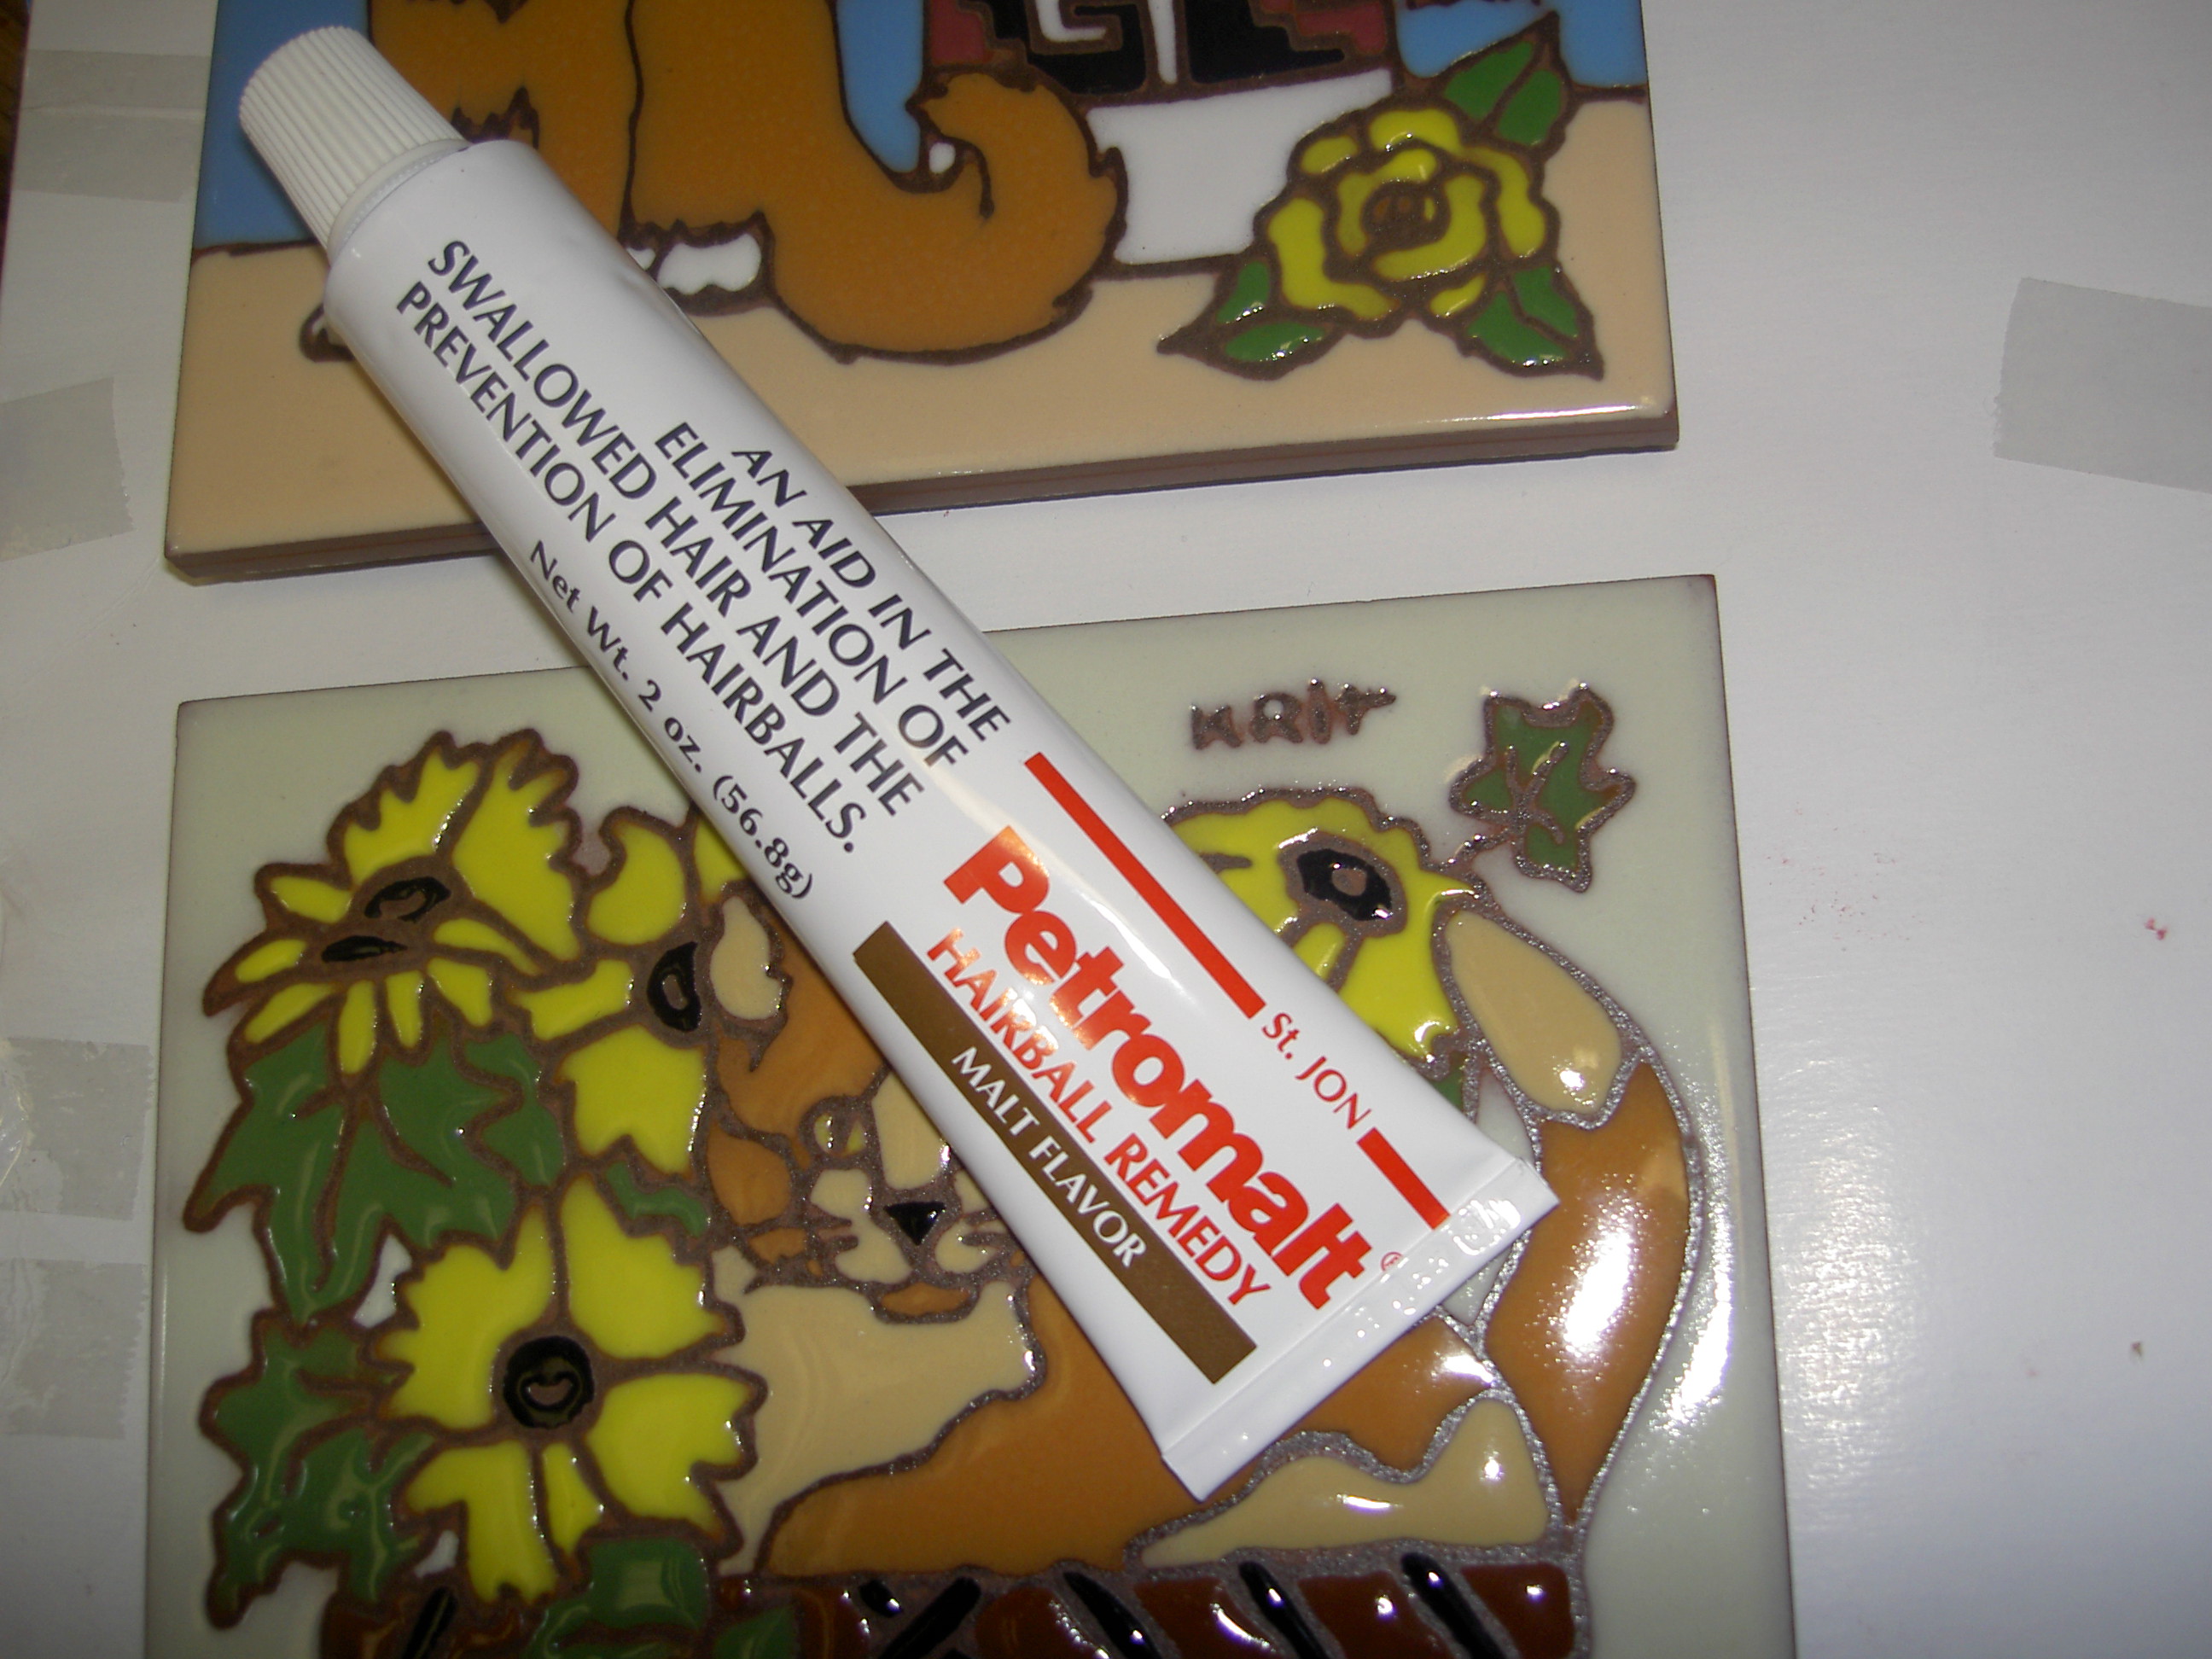 AN AID IN THE
ELIMINATION OF
SWALLOWED HAIR AND THE
PREVENTION OF HAIRBALLS.
Net Wt. 2 oz. (56.8g)
St. JON
Petromalt®
HAIRBALL REMEDY
MALT FLAVOR
KRIT